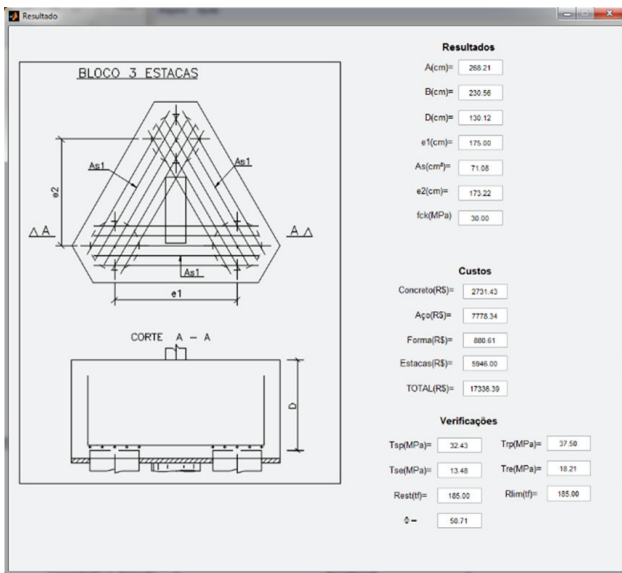 Resultado
BLOCO 3 ESTACAS
As1
As1
e2
A
A
As1
e1
CORTE A - A
D
Resultados
A(cm)= 268.21
B(cm)= 230.56
D(cm)= 130.12
e1(cm)= 175.00
As(cm²)= 71.08
e2(cm)= 173.22
fck(MPa) 30.00
Custos
Concreto(R$)= 2731.43
Aço(R$)= 7778.34
Forma(R$)= 880.61
Estacas(R$)= 5946.00
TOTAL(R$)= 17336.39
Verificações
Tsp(MPa)= 32.43 Trp(MPa)= 37.50
Tse(MPa)= 13.48 Tre(MPa)= 18.21
Rest(tf)= 185.00 Rlim(tf)= 185.00
50.71